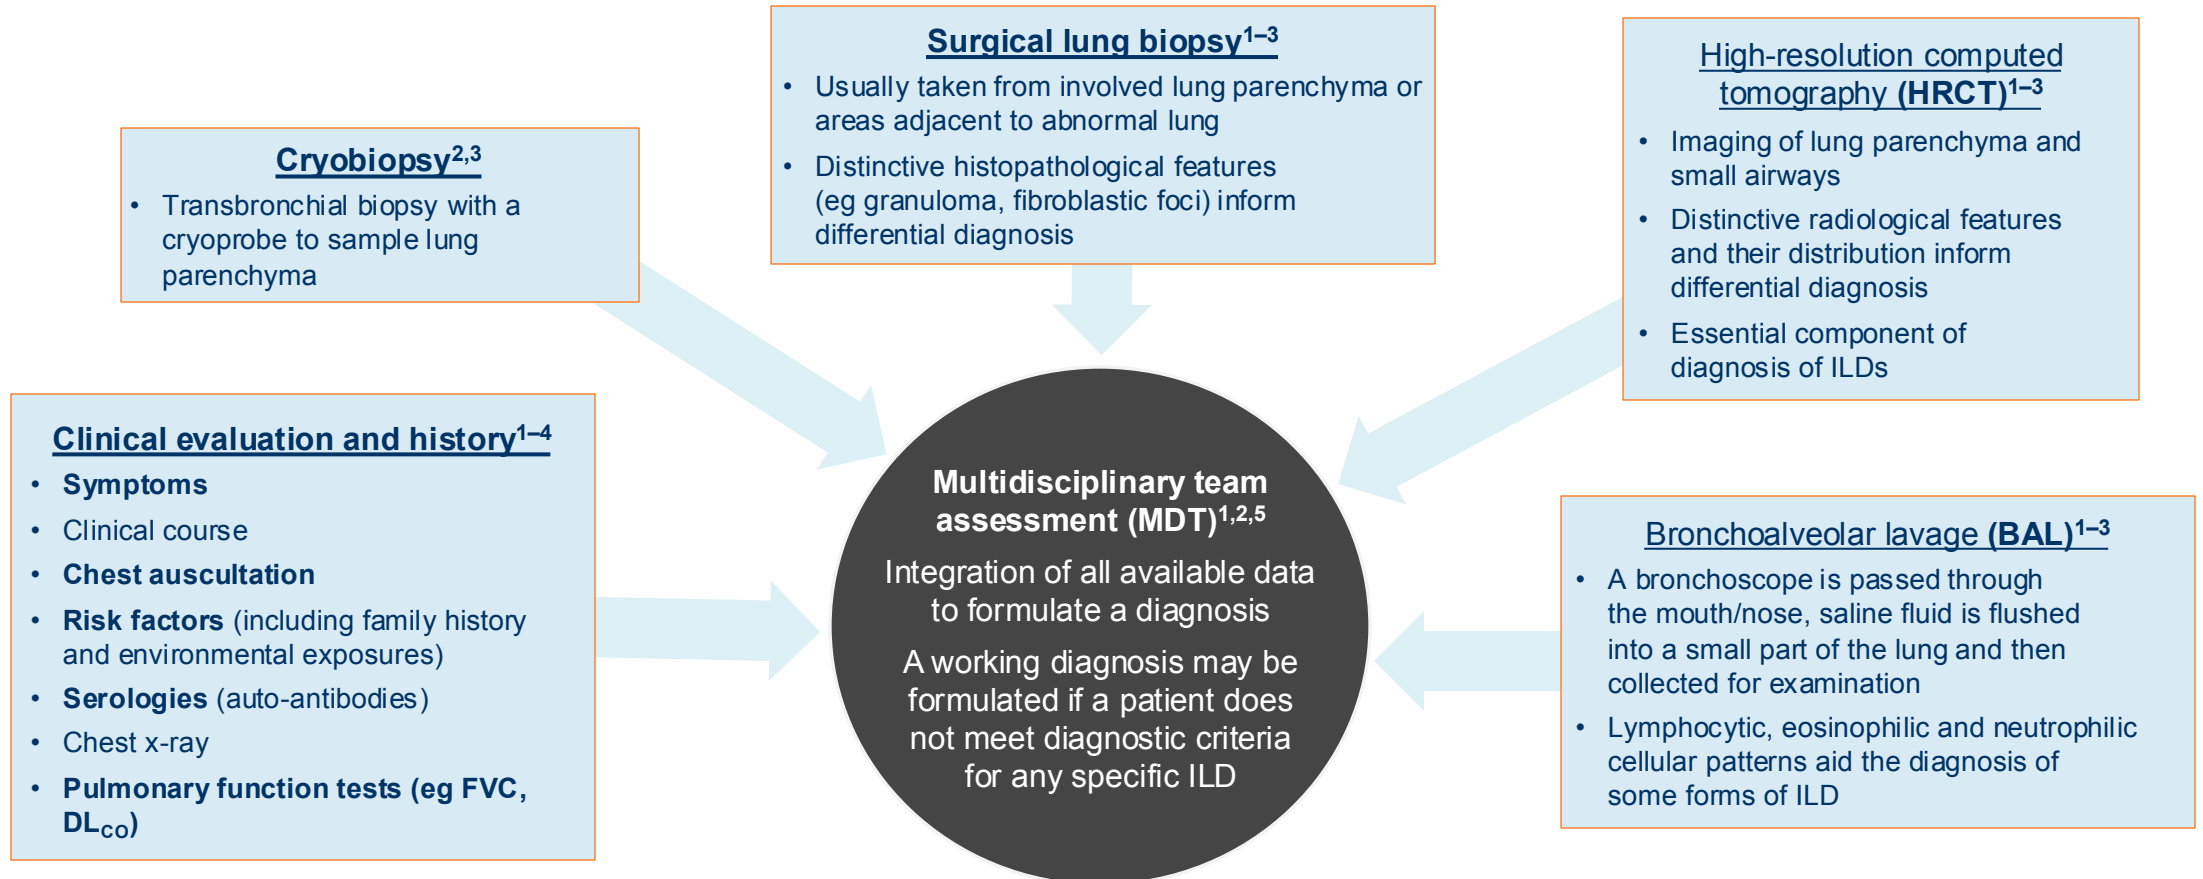 Surgical lung biopsy1–3
• Usually taken from involved lung parenchyma or
areas adjacent to abnormal lung
• Distinctive histopathological features
(eg granuloma, fibroblastic foci) inform
differential diagnosis
High-resolution computed
tomography (HRCT)1–3
• Imaging of lung parenchyma and
small airways
• Distinctive radiological features
and their distribution inform
differential diagnosis
• Essential component of
diagnosis of ILDs
Cryobiopsy2,3
• Transbronchial biopsy with a
cryoprobe to sample lung
parenchyma
Clinical evaluation and history1–4
• Symptoms
• Clinical course
• Chest auscultation
• Risk factors (including family history
and environmental exposures)
• Serologies (auto-antibodies)
• Chest x-ray
• Pulmonary function tests (eg FVC,
DLCO)
Multidisciplinary team
assessment (MDT)1,2,5
Integration of all available data
to formulate a diagnosis
A working diagnosis may be
formulated if a patient does
not meet diagnostic criteria
for any specific ILD
Bronchoalveolar lavage (BAL)1–3
• A bronchoscope is passed through
the mouth/nose, saline fluid is flushed
into a small part of the lung and then
collected for examination
• Lymphocytic, eosinophilic and neutrophilic
cellular patterns aid the diagnosis of
some forms of ILD